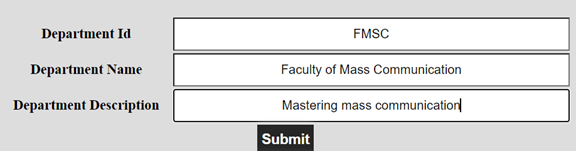 Department Id FMSC
Department Name Faculty of Mass Communication
Department Description Mastering mass communication
Submit